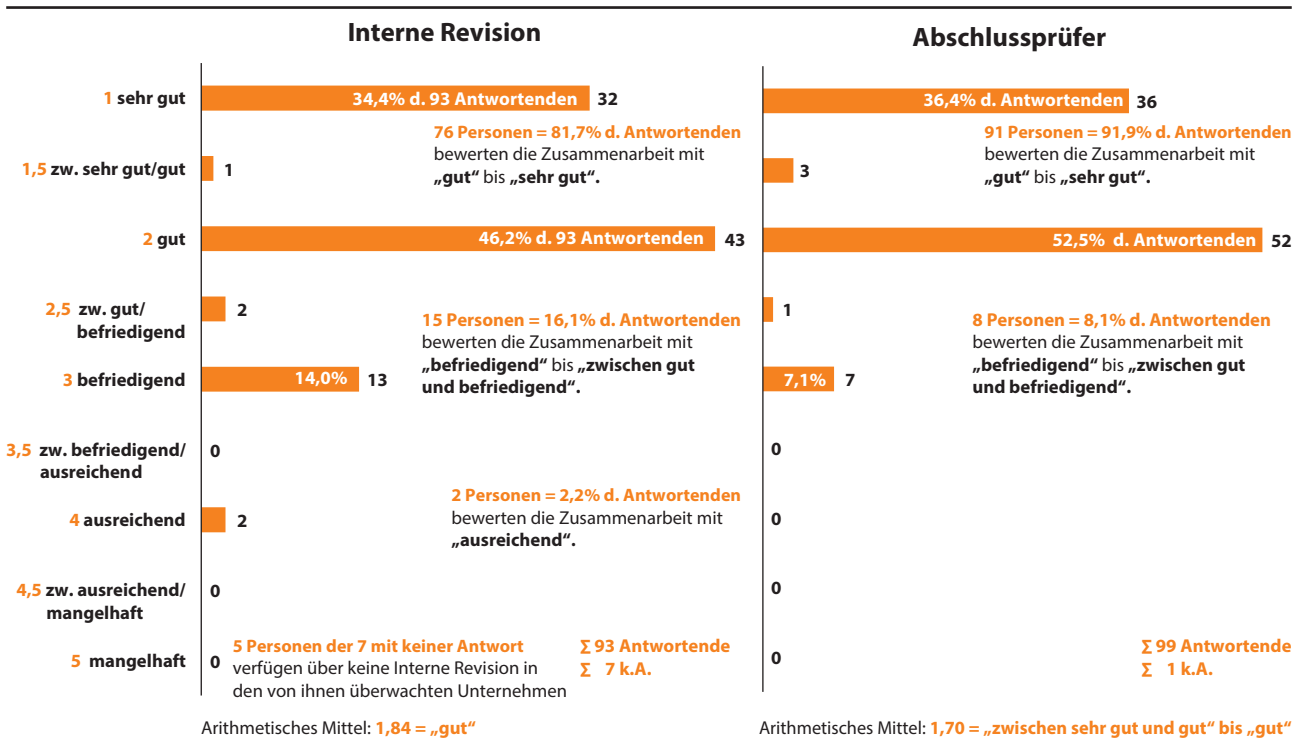 Interne Revision
Abschlussprüfer
1 sehr gut
34,4% d. 93 Antwortenden
32
36,4% d. Antwortenden
36
76 Personen = 81,7% d. Antwortenden
bewerten die Zusammenarbeit mit
„gut“ bis „sehr gut“.
91 Personen = 91,9% d. Antwortenden
bewerten die Zusammenarbeit mit
„gut“ bis „sehr gut“.
1,5 zw. sehr gut/gut
1
3
2 gut
46,2% d. 93 Antwortenden
43
52,5% d. Antwortenden
52
2,5 zw. gut/
befriedigend
2
1
15 Personen = 16,1% d. Antwortenden
bewerten die Zusammenarbeit mit
„befriedigend“ bis „zwischen gut
und befriedigend“.
8 Personen = 8,1% d. Antwortenden
bewerten die Zusammenarbeit mit
„befriedigend“ bis „zwischen gut
und befriedigend“.
3 befriedigend
14,0%
13
7,1%
7
3,5 zw. befriedigend/
ausreichend
0
0
2 Personen = 2,2% d. Antwortenden
bewerten die Zusammenarbeit mit
„ausreichend“.
4 ausreichend
2
0
4,5 zw. ausreichend/
mangelhaft
0
0
5 mangelhaft
0
5 Personen der 7 mit keiner Antwort
verfügen über keine Interne Revision in
den von ihnen überwachten Unternehmen
Σ 93 Antwortende
Σ 7 k.A.
0
Σ 99 Antwortende
Σ 1 k.A.
Arithmetisches Mittel: 1,84 = „gut“
Arithmetisches Mittel: 1,70 = „zwischen sehr gut und gut“ bis „gut“